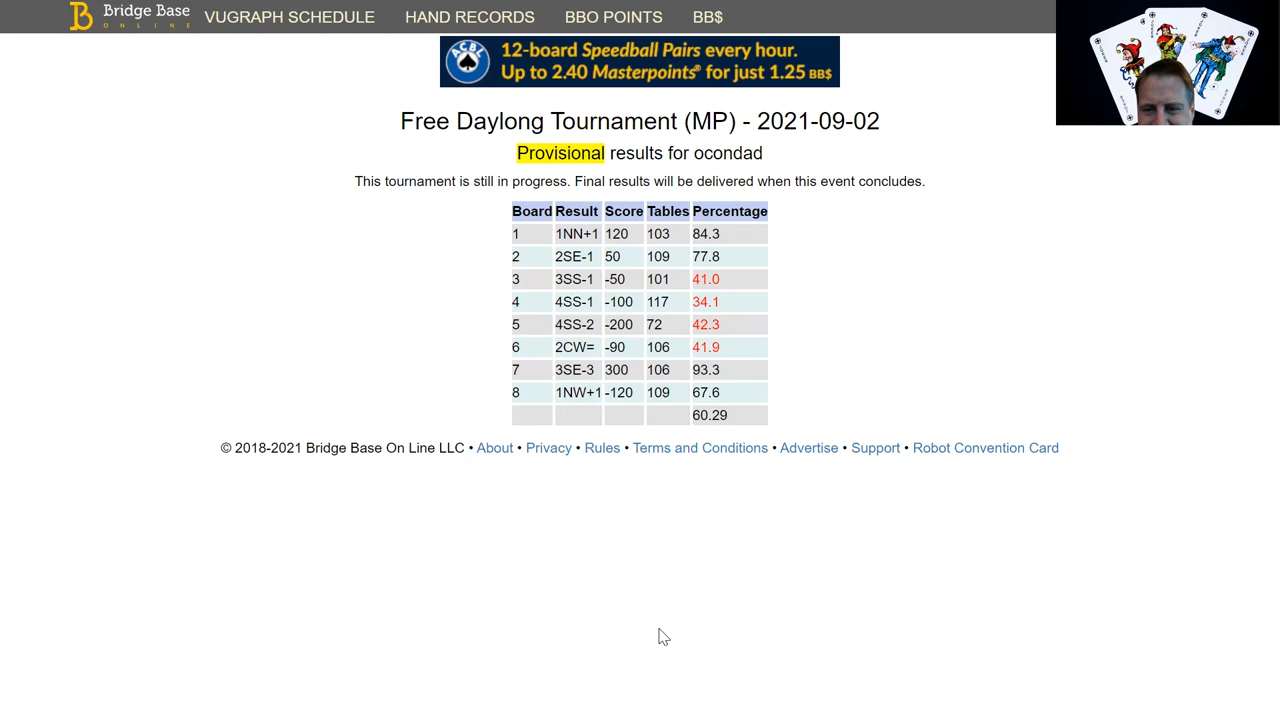 Bridge Base
ONLINE
VUGRAPH SCHEDULE HAND RECORDS BBO POINTS BB$
ACBL
12-board Speedball Pairs every hour.
Up to 2.40 Masterpoints® for just 1.25 BB$
Free Daylong Tournament (MP) - 2021-09-02
Provisional results for ocondad
This tournament is still in progress. Final results will be delivered when this event concludes.
Board Result Score Tables Percentage
1 1NN+1 120 103 84.3
2 2SE-1 50 109 77.8
3 3SS-1 -50 101 41.0
4 4SS-1 -100 117 34.1
5 4SS-2 -200 72 42.3
6 2CW= -90 106 41.9
7 3SE-3 300 106 93.3
8 1NW+1 -120 109 67.6
60.29
© 2018-2021 Bridge Base On Line LLC • About • Privacy • Rules • Terms and Conditions • Advertise • Support • Robot Convention Card